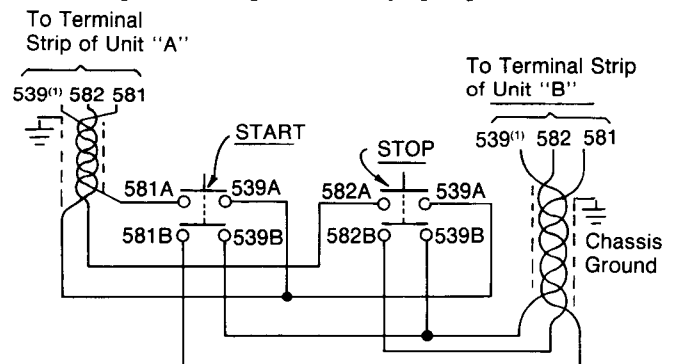 To Terminal
Strip of Unit "A"
539(1) 582 581
To Terminal Strip
of Unit "B"
539(1) 582 581
START
STOP
581A 539A
582A 539A
581B 539B
582B 539B
Chassis
Ground